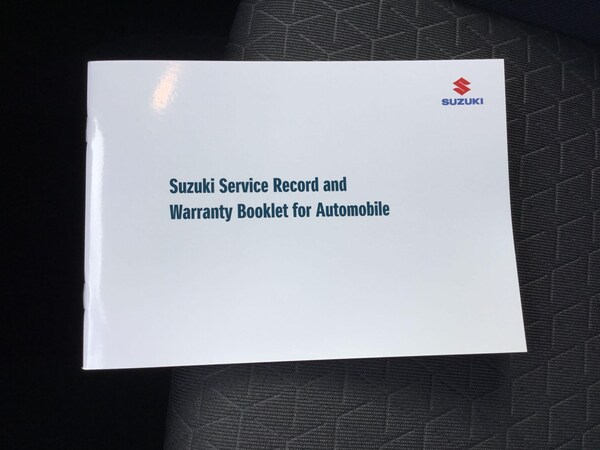 SUZUKI
Suzuki Service Record and
Warranty Booklet for Automobile